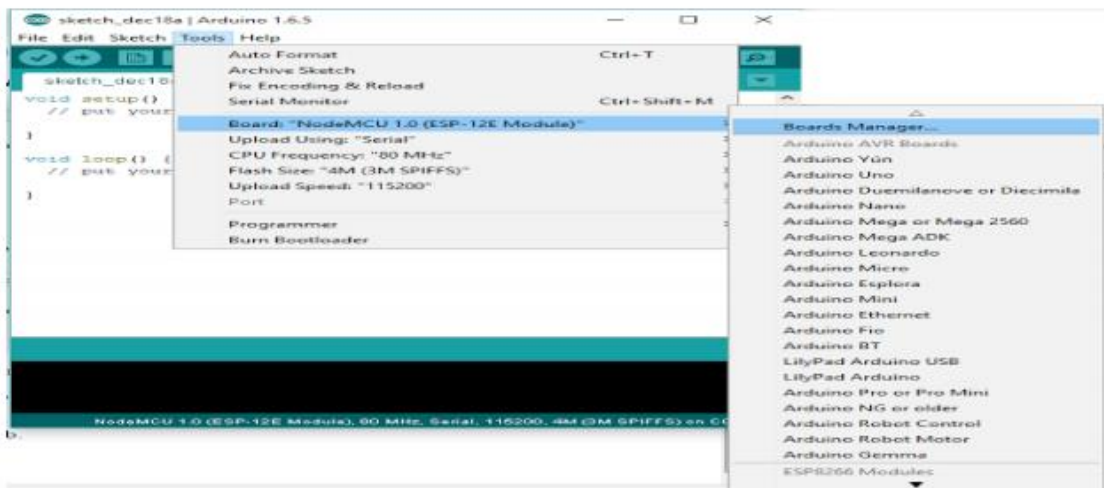 sketch_dec18a | Arduino 1.6.5
File Edit Sketch Tools Help
sketch_dec18
void setup()
// put your
}
void loop() {
// put your
}
Auto Format Ctrl+T
Archive Sketch
Fix Encoding & Reload
Serial Monitor Ctrl+Shift+M
Board: "NodeMCU 1.0 (ESP-12E Module)"
Upload Using: "Serial"
CPU Frequency: "80 MHz"
Flash Size: "4M (3M SPIFFS)"
Upload Speed: "115200"
Port
Programmer
Burn Bootloader
Boards Manager...
Arduino AVR Boards
Arduino Yún
Arduino Uno
Arduino Duemilanove or Diecimila
Arduino Nano
Arduino Mega or Mega 2560
Arduino Mega ADK
Arduino Leonardo
Arduino Micro
Arduino Esplora
Arduino Mini
Arduino Ethernet
Arduino Fio
Arduino BT
LilyPad Arduino USB
LilyPad Arduino
Arduino Pro or Pro Mini
Arduino NG or older
Arduino Robot Control
Arduino Robot Motor
Arduino Gemma
ESP8266 Modules
NodeMCU 1.0 (ESP-12E Module), 80 MHz, Serial, 115200, 4M (3M SPIFFS) on CO
b.